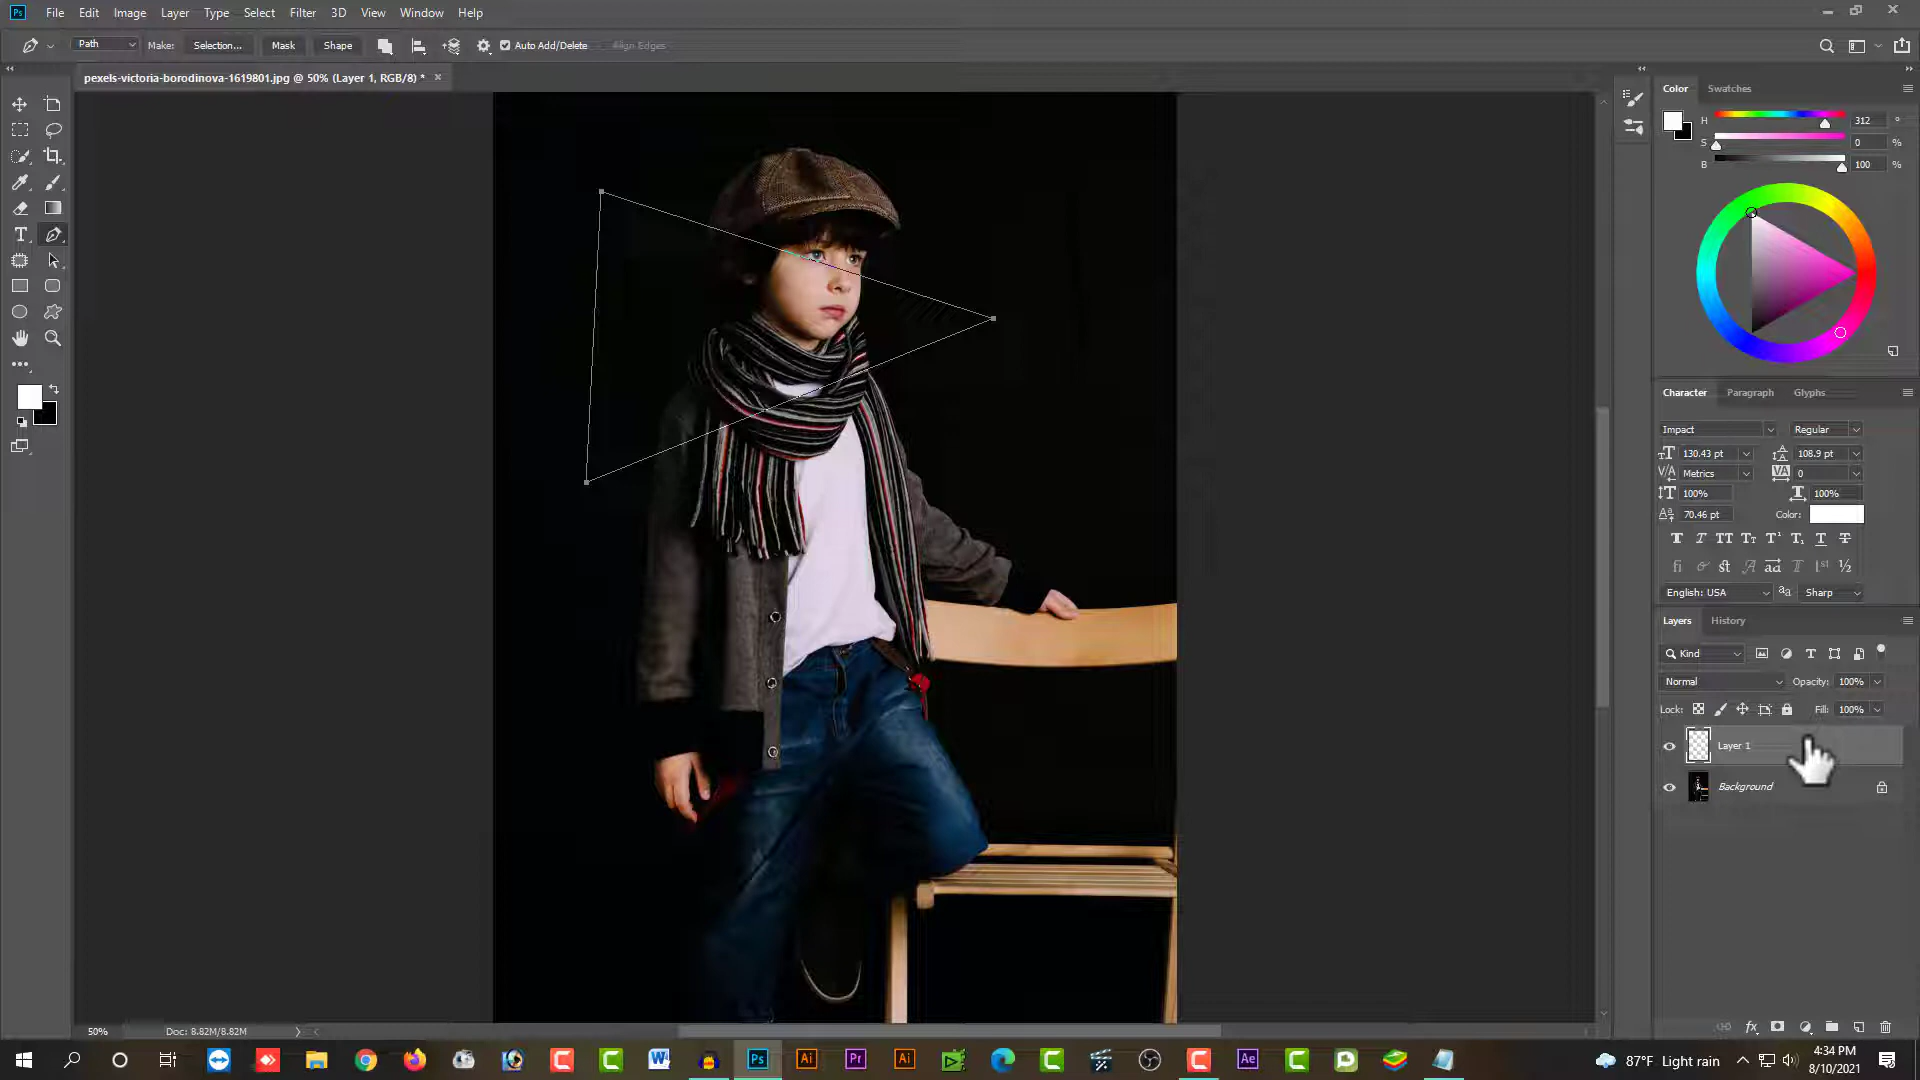 Ps File Edit Image Layer Type Select Filter 3D View Window Help
Path Make: Selection... Mask Shape Auto Add/Delete Align Edges
pexels-victoria-borodinova-1619801.jpg @ 50% (Layer 1, RGB/8) *
Color Swatches
H 312 °
S 0 %
B 100 %
Character Paragraph Glyphs
Impact Regular
130.43 pt 108.9 pt
Metrics 0
100% 100%
70.46 pt Color:
English: USA aa Sharp
Layers History
Kind
Normal Opacity: 100%
Lock: Fill: 100%
Layer 1
Background
50% Doc: 8.82M/8.82M
87°F Light rain
4:34 PM
8/10/2021